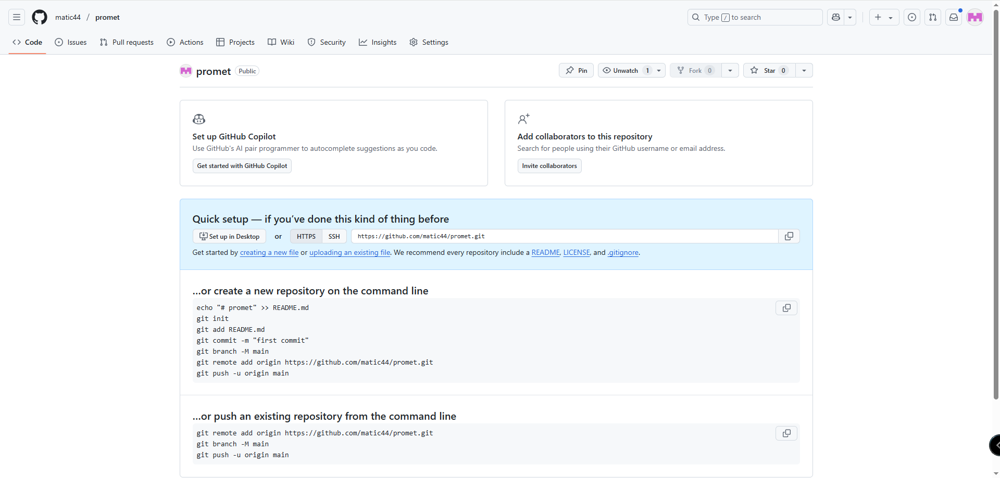 matic44 / promet
Type / to search
Code Issues Pull requests Actions Projects Wiki Security Insights Settings
promet Public
Pin Unwatch 1 Fork 0 Star 0
Set up GitHub Copilot
Use GitHub's AI pair programmer to autocomplete suggestions as you code.
Get started with GitHub Copilot
Add collaborators to this repository
Search for people using their GitHub username or email address.
Invite collaborators
Quick setup — if you’ve done this kind of thing before
Set up in Desktop or HTTPS SSH https://github.com/matic44/promet.git
Get started by creating a new file or uploading an existing file. We recommend every repository include a README, LICENSE, and .gitignore.
…or create a new repository on the command line
echo "# promet" >> README.md
git init
git add README.md
git commit -m "first commit"
git branch -M main
git remote add origin https://github.com/matic44/promet.git
git push -u origin main
…or push an existing repository from the command line
git remote add origin https://github.com/matic44/promet.git
git branch -M main
git push -u origin main